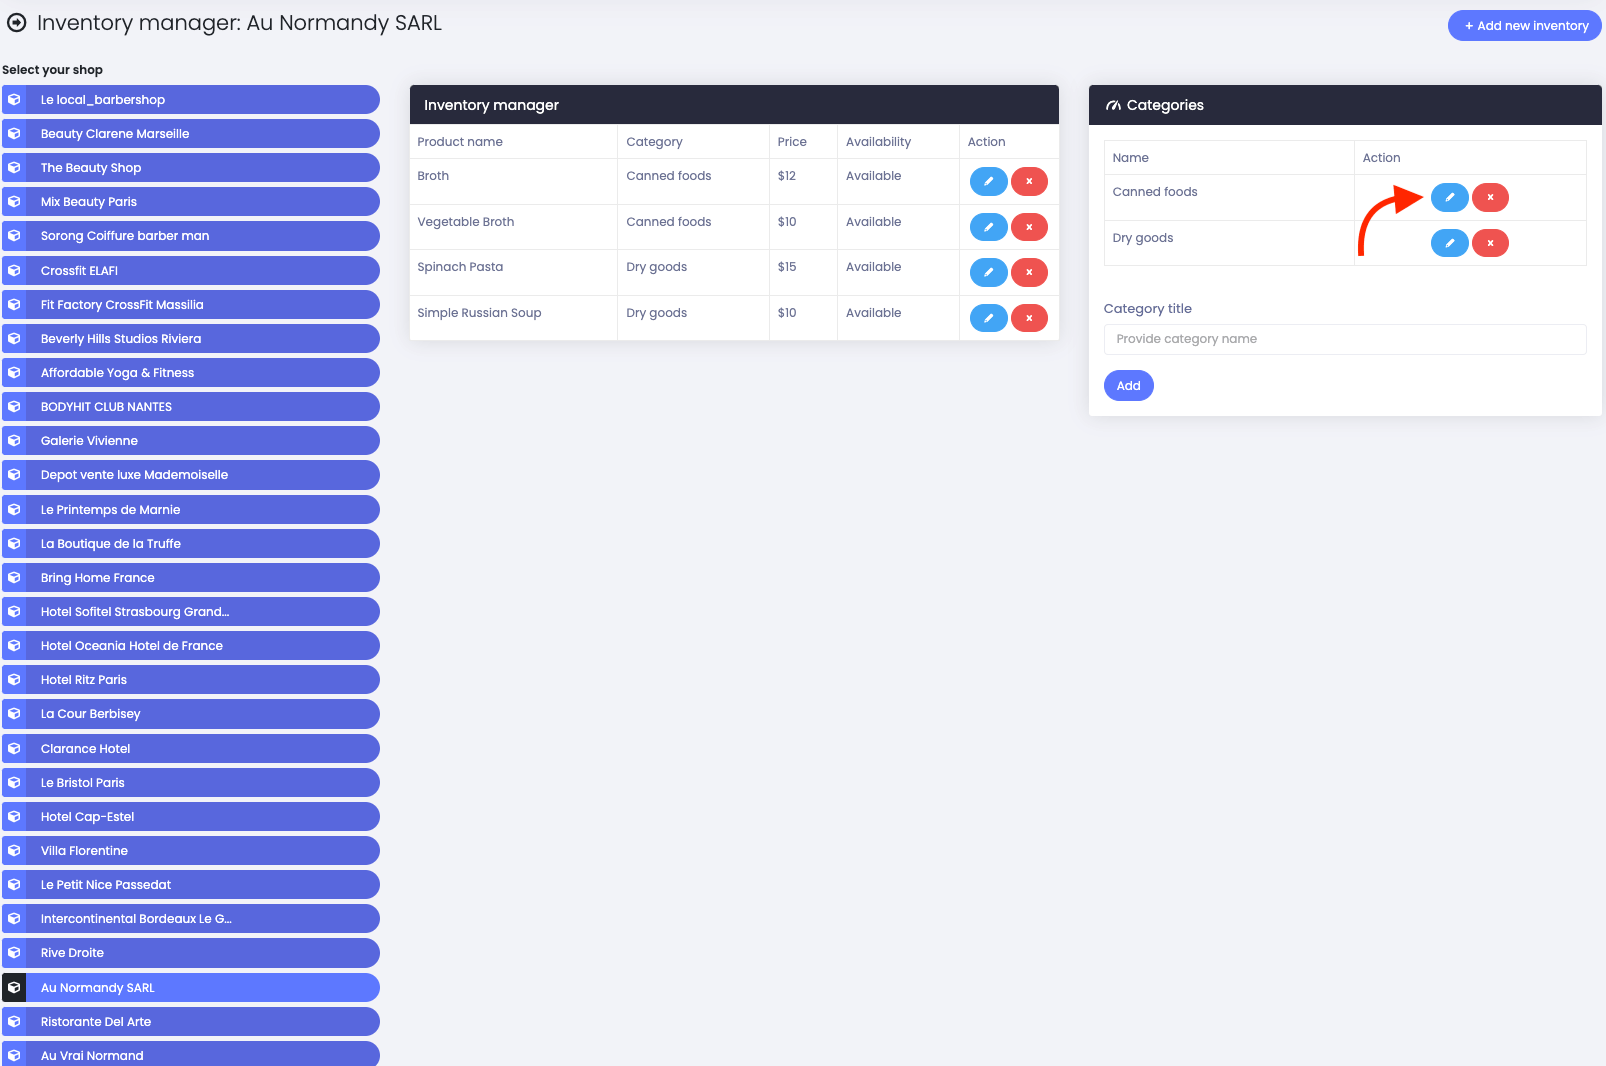 Inventory manager: Au Normandy SARL
+ Add new inventory
Select your shop
Le local_barbershop
Beauty Clarene Marseille
The Beauty Shop
Mix Beauty Paris
Sorong Coiffure barber man
Crossfit ELAFI
Fit Factory CrossFit Massilia
Beverly Hills Studios Riviera
Affordable Yoga & Fitness
BODYHIT CLUB NANTES
Galerie Vivienne
Depot vente luxe Mademoiselle
Le Printemps de Marnie
La Boutique de la Truffe
Bring Home France
Hotel Sofitel Strasbourg Grand...
Hotel Oceania Hotel de France
Hotel Ritz Paris
La Cour Berbisey
Clarance Hotel
Le Bristol Paris
Hotel Cap-Estel
Villa Florentine
Le Petit Nice Passedat
Intercontinental Bordeaux Le G...
Rive Droite
Au Normandy SARL
Ristorante Del Arte
Au Vrai Normand
Inventory manager
Product name Category Price Availability Action
Broth Canned foods $12 Available
Vegetable Broth Canned foods $10 Available
Spinach Pasta Dry goods $15 Available
Simple Russian Soup Dry goods $10 Available
Categories
Name Action
Canned foods
Dry goods
Category title
Provide category name
Add